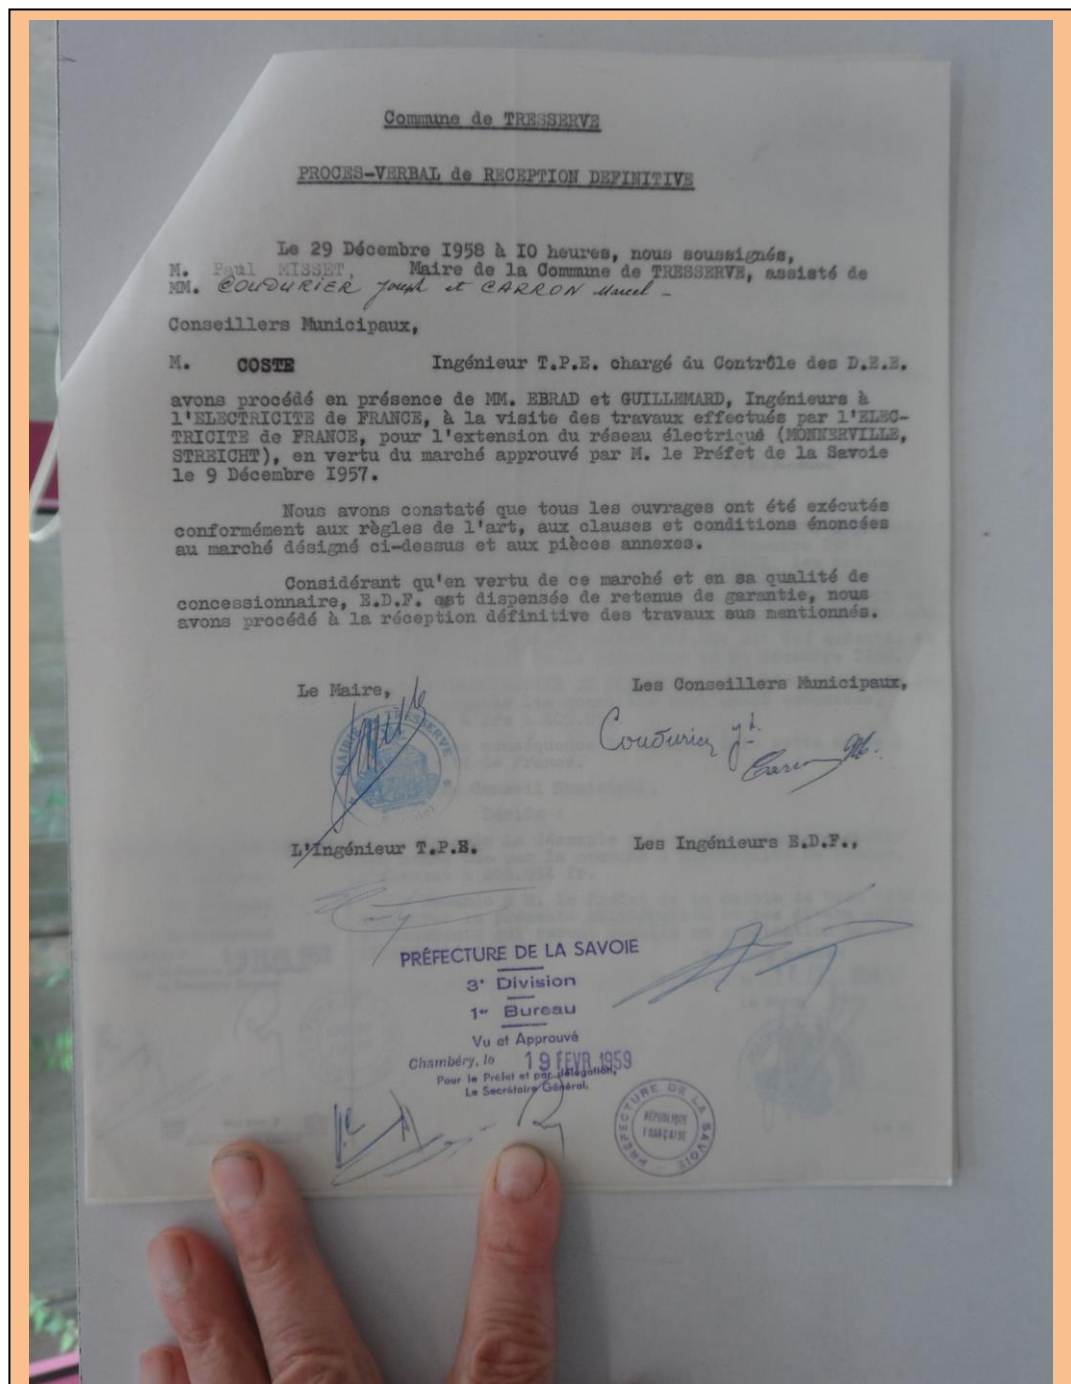 Commune de TRESSERVE
PROCES-VERBAL de RECEPTION DEFINITIVE
Le 29 Décembre I958 à IO heures, nous soussignés,
M. Paul MISSET, Maire de la Commune de TRESSERVE, assisté de
MM. COUDURIER Joseph et CARRON Marcel -
Conseillers Municipaux,
M. COSTE Ingénieur T.P.E. chargé du Contrôle des D.E.E.
avons procédé en présence de MM. EBRAD et GUILLEMARD, Ingénieurs à
l'ELECTRICITE de FRANCE, à la visite des travaux effectués par l'ELEC-
TRICITE de FRANCE, pour l'extension du réseau électrique (MONNERVILLE,
STREICHT), en vertu du marché approuvé par M. le Préfet de la Savoie
le 9 Décembre I957.
Nous avons constaté que tous les ouvrages ont été exécutés
conformément aux règles de l'art, aux clauses et conditions énoncées
au marché désigné ci-dessus et aux pièces annexes.
Considérant qu'en vertu de ce marché et en sa qualité de
concessionnaire, E.D.F. est dispensée de retenue de garantie, nous
avons procédé à la réception définitive des travaux sus mentionnés.
Le Maire,
Les Conseillers Municipaux,
MAIRIE TRESSERVE
Coudurier Jh.
Carron M.
L'Ingénieur T.P.E.
Les Ingénieurs E.D.F.,
PRÉFECTURE DE LA SAVOIE
3e Division
1er Bureau
Vu et Approuvé
Chambéry, le 19 FEVR 1959
Pour le Préfet et par délégation,
Le Secrétaire Général.
PREFECTURE DE LA SAVOIE
RÉPUBLIQUE
FRANÇAISE